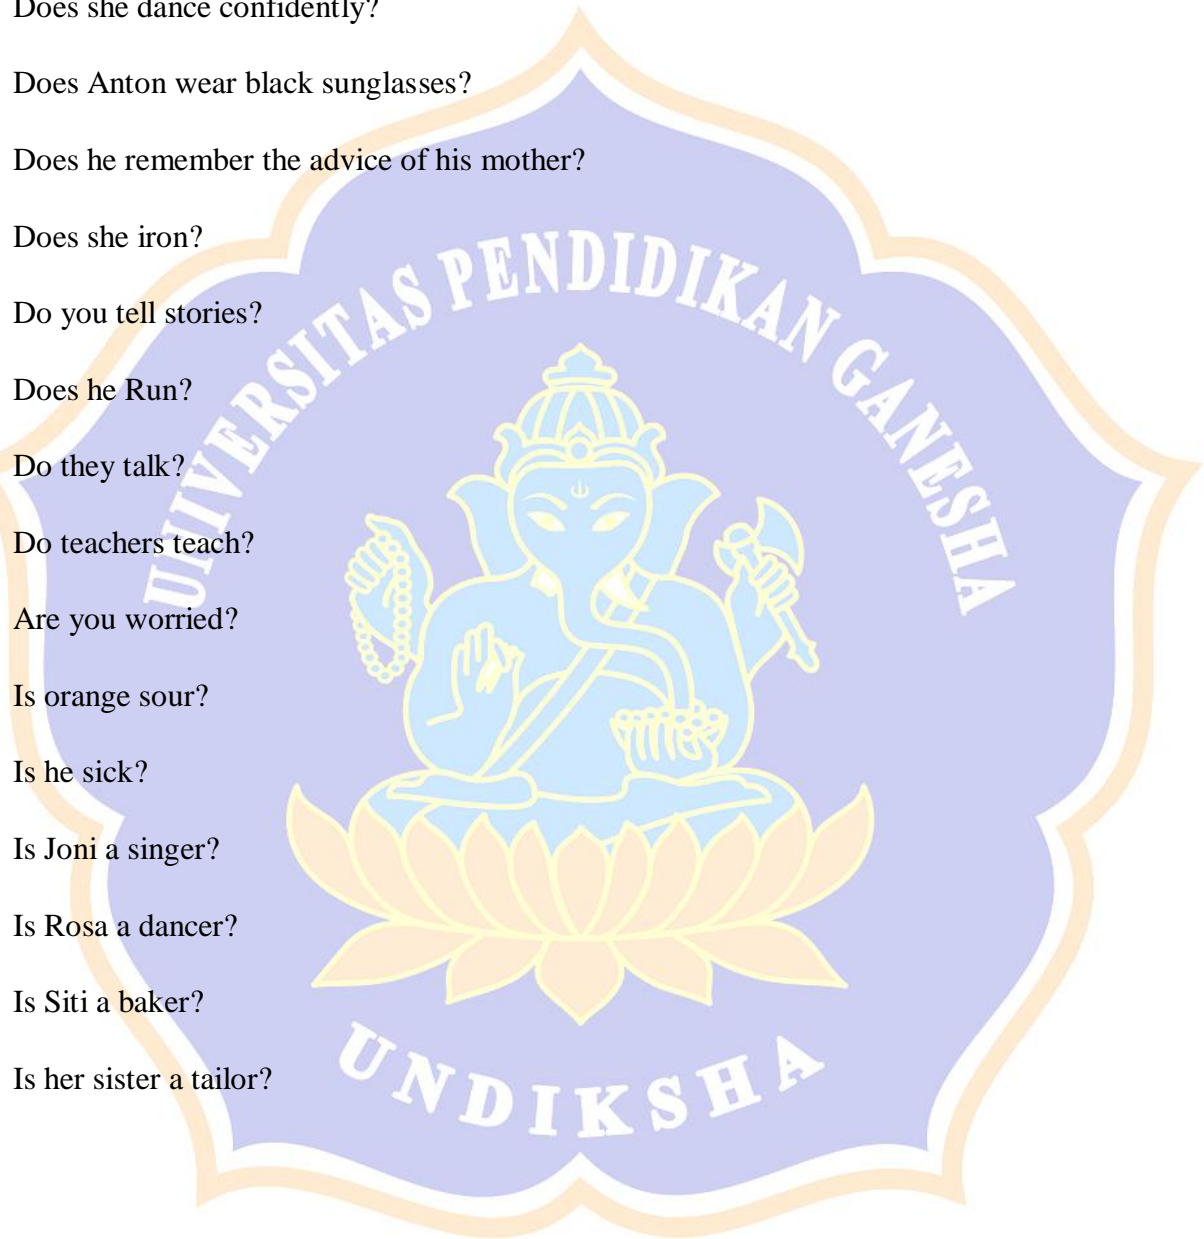 Does she dance confidently?
Does Anton wear black sunglasses?
Does he remember the advice of his mother?
Does she iron?
Do you tell stories?
Does he Run?
Do they talk?
Do teachers teach?
Are you worried?
Is orange sour?
Is he sick?
Is Joni a singer?
Is Rosa a dancer?
Is Siti a baker?
Is her sister a tailor?
UNIVERSITAS PENDIDIKAN GANESHA
UNDIKSHA